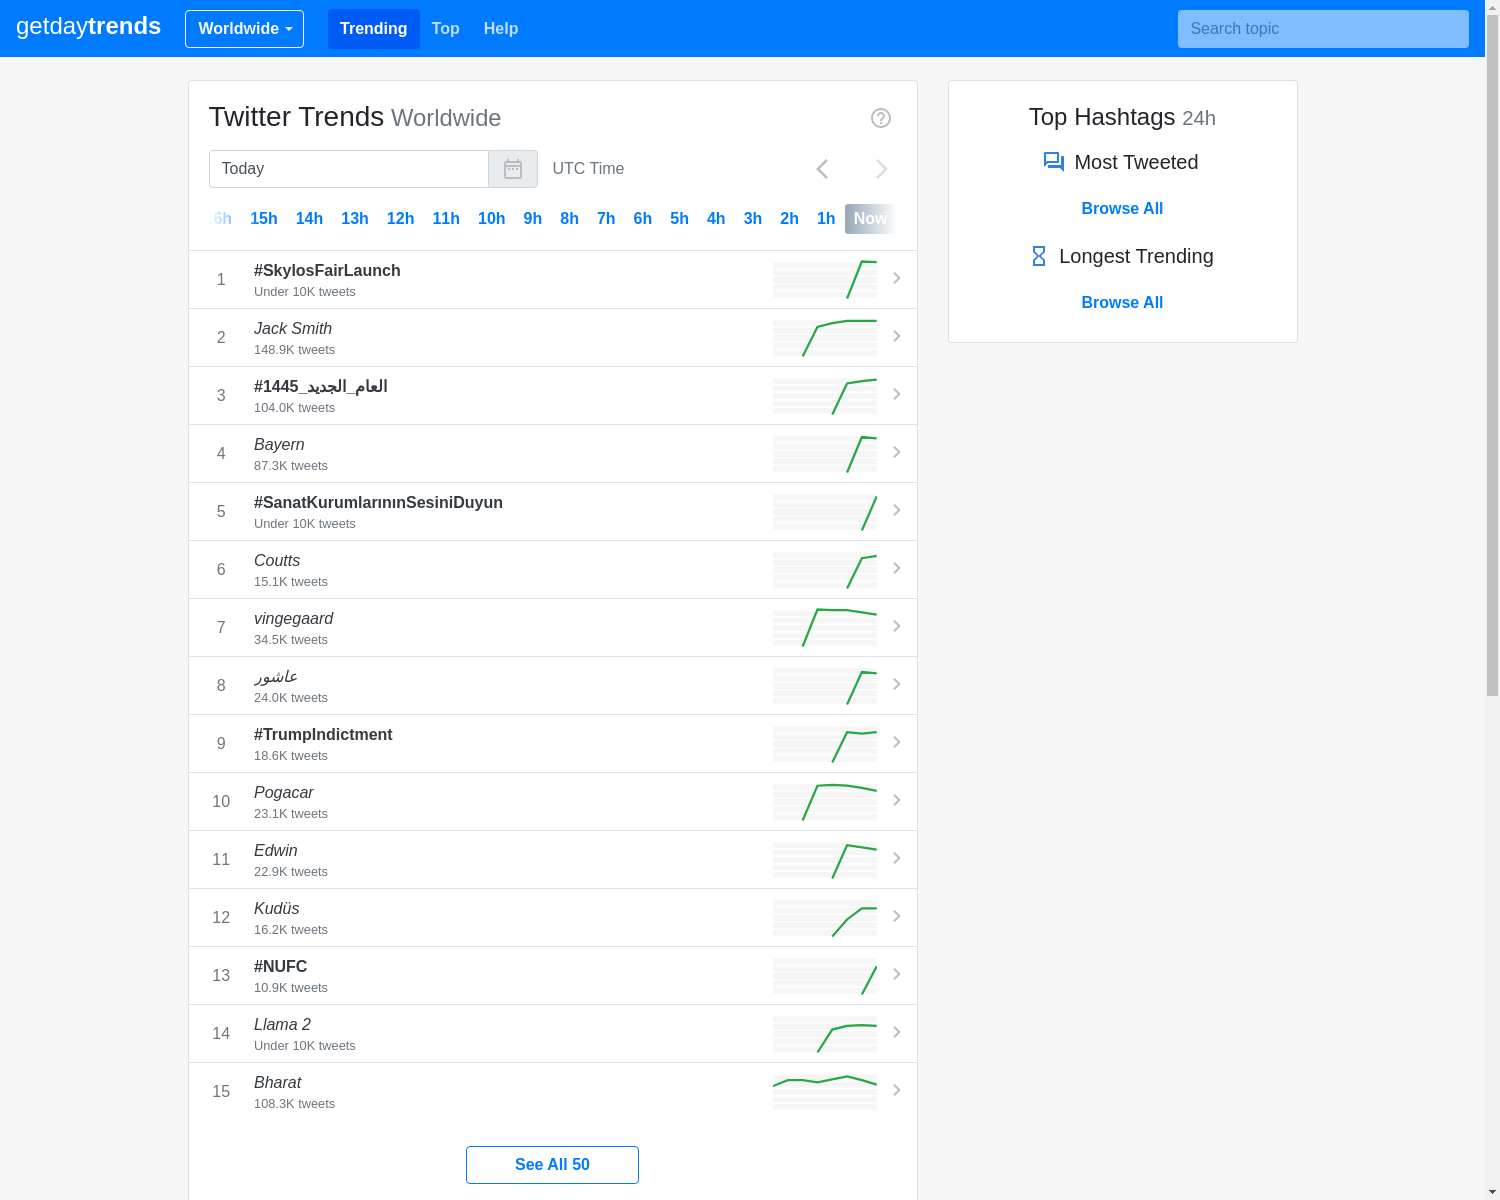 getdaytrends
Worldwide
Trending
Top
Help
Search topic
Twitter Trends Worldwide
Today
UTC Time
6h 15h 14h 13h 12h 11h 10h 9h 8h 7h 6h 5h 4h 3h 2h 1h Now
1
#SkylosFairLaunch
Under 10K tweets
2
Jack Smith
148.9K tweets
3
#العام_الجديد_1445
104.0K tweets
4
Bayern
87.3K tweets
5
#SanatKurumlarınınSesiniDuyun
Under 10K tweets
6
Coutts
15.1K tweets
7
vingegaard
34.5K tweets
8
عاشور
24.0K tweets
9
#TrumpIndictment
18.6K tweets
10
Pogacar
23.1K tweets
11
Edwin
22.9K tweets
12
Kudüs
16.2K tweets
13
#NUFC
10.9K tweets
14
Llama 2
Under 10K tweets
15
Bharat
108.3K tweets
See All 50
Top Hashtags 24h
Most Tweeted
Browse All
Longest Trending
Browse All